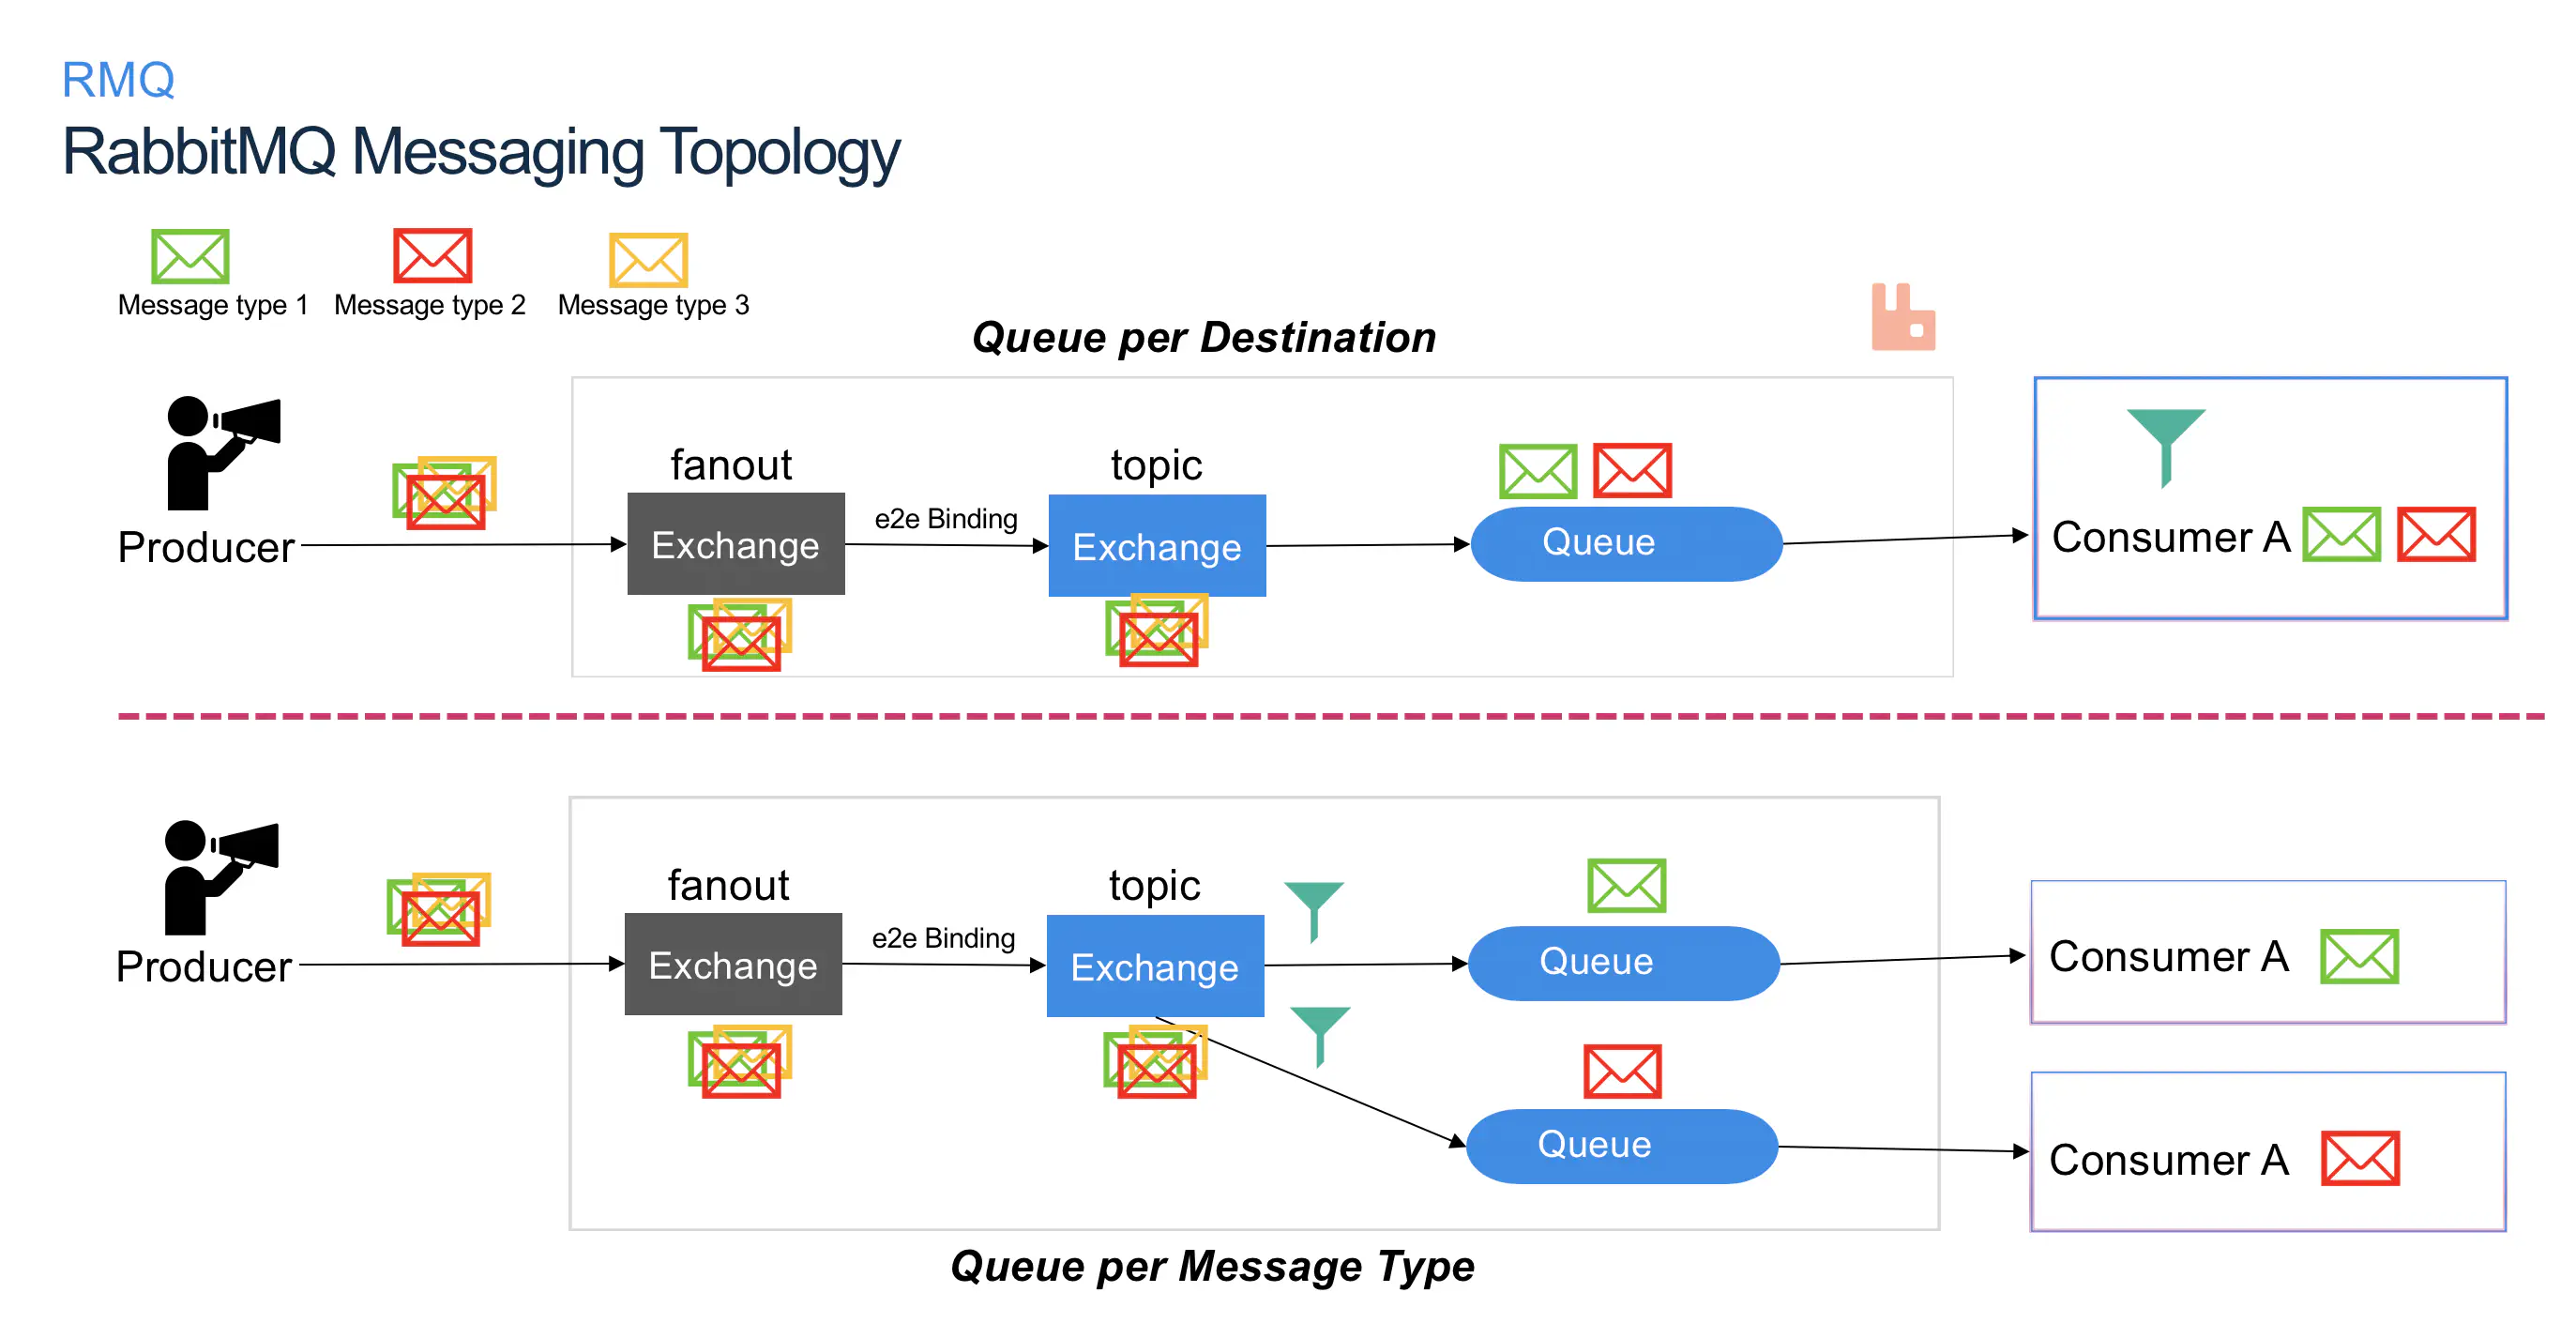 RMQ
RabbitMQ Messaging Topology
Message type 1
Message type 2
Message type 3
Queue per Destination
Producer
fanout
Exchange
e2e Binding
topic
Exchange
Queue
Consumer A
Producer
fanout
Exchange
e2e Binding
topic
Exchange
Queue
Consumer A
Queue
Consumer A
Queue per Message Type